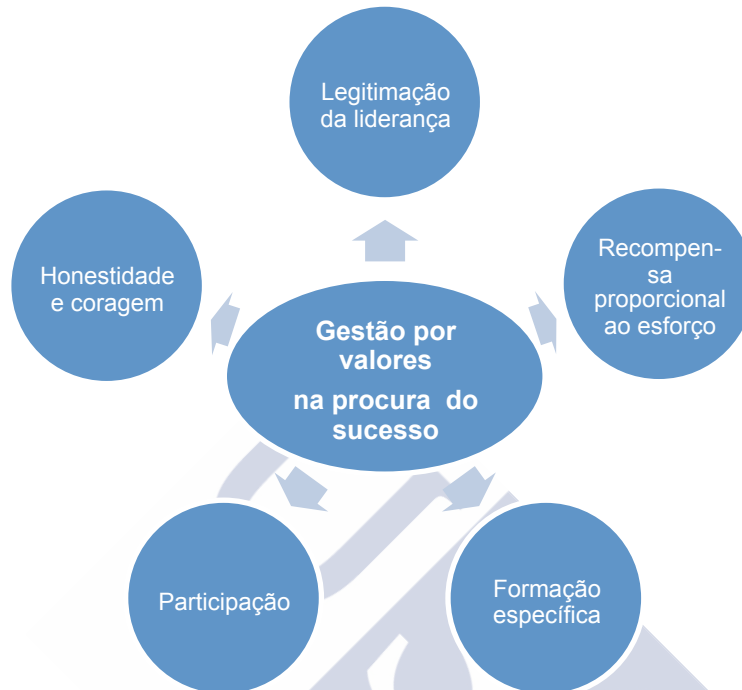 Legitimação
da liderança
Honestidade
e coragem
Recompen-
sa
proporcional
ao esforço
Gestão por
valores
na procura do
sucesso
Participação
Formação
específica